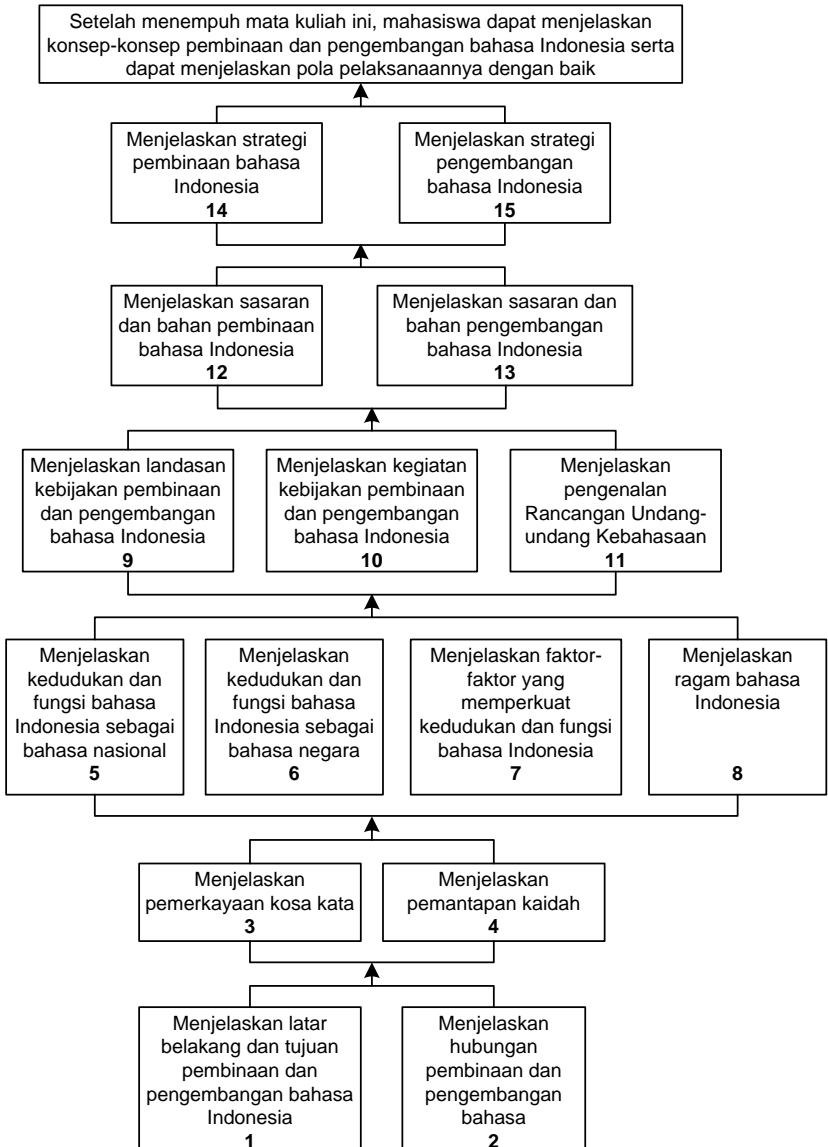 Setelah menempuh mata kuliah ini, mahasiswa dapat menjelaskan
konsep-konsep pembinaan dan pengembangan bahasa Indonesia serta
dapat menjelaskan pola pelaksanaannya dengan baik
Menjelaskan strategi
pembinaan bahasa
Indonesia
14
Menjelaskan strategi
pengembangan
bahasa Indonesia
15
Menjelaskan sasaran
dan bahan pembinaan
bahasa Indonesia
12
Menjelaskan sasaran dan
bahan pengembangan
bahasa Indonesia
13
Menjelaskan landasan
kebijakan pembinaan
dan pengembangan
bahasa Indonesia
9
Menjelaskan kegiatan
kebijakan pembinaan
dan pengembangan
bahasa Indonesia
10
Menjelaskan
pengenalan
Rancangan Undang-
undang Kebahasaan
11
Menjelaskan
kedudukan dan
fungsi bahasa
Indonesia sebagai
bahasa nasional
5
Menjelaskan
kedudukan dan
fungsi bahasa
Indonesia sebagai
bahasa negara
6
Menjelaskan faktor-
faktor yang
memperkuat
kedudukan dan fungsi
bahasa Indonesia
7
Menjelaskan
ragam bahasa
Indonesia
8
Menjelaskan
pemerkayaan kosa kata
3
Menjelaskan
pemantapan kaidah
4
Menjelaskan latar
belakang dan tujuan
pembinaan dan
pengembangan bahasa
Indonesia
1
Menjelaskan
hubungan
pembinaan dan
pengembangan
bahasa
2